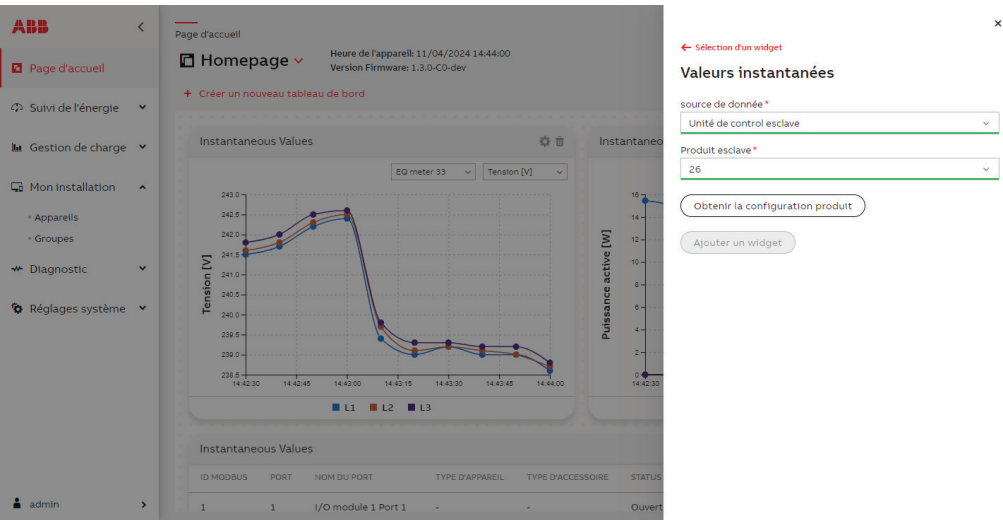 ABB
Page d'accueil
Suivi de l'énergie
Gestion de charge
Mon installation
Appareils
Groupes
Diagnostic
Réglages système
admin
Page d'accueil
Homepage
Heure de l'appareil: 11/04/2024 14:44:00
Version Firmware: 1.3.0-C0-dev
+ Créer un nouveau tableau de bord
Instantaneous Values
EQ meter 33
Tension [V]
Tension [V]
243.0
242.5
242.0
241.5
241.0
240.5
240.0
239.5
239.0
238.5
14:42:30 14:42:45 14:43:00 14:43:15 14:43:30 14:43:45 14:44:00
L1 L2 L3
Instantaneo
Puissance active [W]
16
14
12
10
8
6
4
2
0
14:42:30
Instantaneous Values
ID MODBUS PORT NOM DU PORT TYPE D'APPAREIL TYPE D'ACCESSOIRE STATUS
1 1 I/O module 1 Port 1 - - Ouvert
×
← Sélection d'un widget
Valeurs instantanées
source de donnée *
Unité de control esclave
Produit esclave *
26
Obtenir la configuration produit
Ajouter un widget